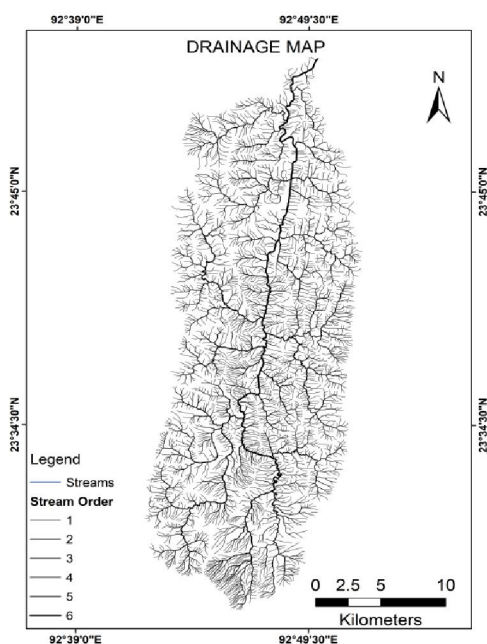 92°39'0"E 92°49'30"E
DRAINAGE MAP
N
23°45'0"N 23°45'0"N
23°34'30"N 23°34'30"N
Legend
Streams
Stream Order
1
2
3
4
5
6
0 2.5 5 10
Kilometers
92°39'0"E 92°49'30"E